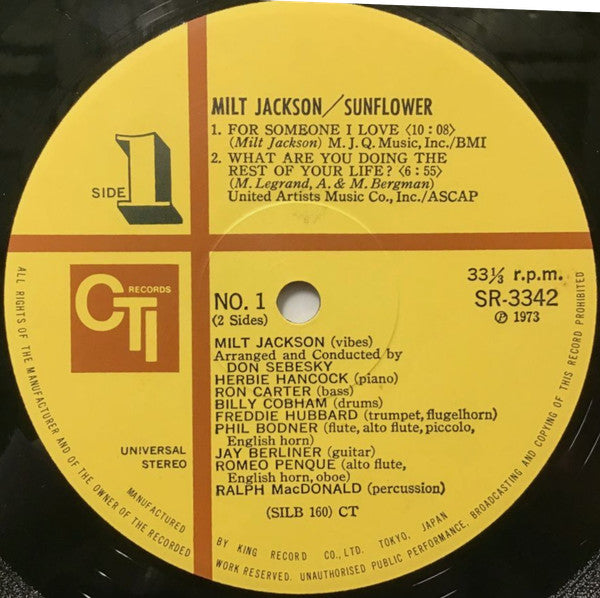 MILT JACKSON/SUNFLOWER
1. FOR SOMEONE I LOVE ⟨10:08⟩
(Milt Jackson) M. J. Q. Music, Inc./BMI
2. WHAT ARE YOU DOING THE
REST OF YOUR LIFE? ⟨6:55⟩
(M. Legrand, A. & M. Bergman)
United Artists Music Co., Inc./ASCAP
SIDE 1
CTI RECORDS
NO. 1
(2 Sides)
33⅓ r.p.m.
SR-3342
Ⓟ 1973
MILT JACKSON (vibes)
Arranged and Conducted by
DON SEBESKY
HERBIE HANCOCK (piano)
RON CARTER (bass)
BILLY COBHAM (drums)
FREDDIE HUBBARD (trumpet, flugelhorn)
PHIL BODNER (flute, alto flute, piccolo,
English horn)
JAY BERLINER (guitar)
ROMEO PENQUE (alto flute,
English horn, oboe)
RALPH MacDONALD (percussion)
(SILB 160) CT
UNIVERSAL
STEREO
MANUFACTURED BY KING RECORD CO., LTD. TOKYO, JAPAN
ALL RIGHTS OF THE MANUFACTURER AND OF THE OWNER OF THE RECORDED WORK RESERVED. UNAUTHORISED PUBLIC PERFORMANCE, BROADCASTING AND COPYING OF THIS RECORD PROHIBITED